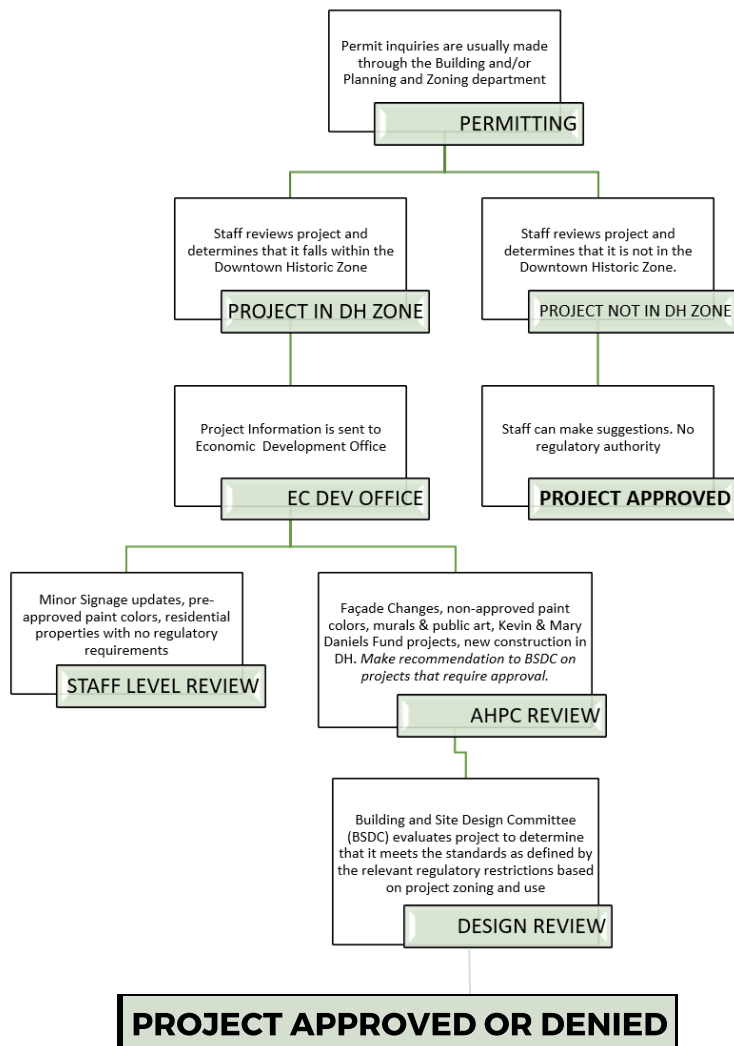 Permit inquiries are usually made
through the Building and/or
Planning and Zoning department
PERMITTING
Staff reviews project and
determines that it falls within the
Downtown Historic Zone
PROJECT IN DH ZONE
Staff reviews project and
determines that it is not in the
Downtown Historic Zone.
PROJECT NOT IN DH ZONE
Project Information is sent to
Economic Development Office
EC DEV OFFICE
Staff can make suggestions. No
regulatory authority
PROJECT APPROVED
Minor Signage updates, pre-
approved paint colors, residential
properties with no regulatory
requirements
STAFF LEVEL REVIEW
Façade Changes, non-approved paint
colors, murals & public art, Kevin & Mary
Daniels Fund projects, new construction in
DH. Make recommendation to BSDC on
projects that require approval.
AHPC REVIEW
Building and Site Design Committee
(BSDC) evaluates project to determine
that it meets the standards as defined by
the relevant regulatory restrictions based
on project zoning and use
DESIGN REVIEW
PROJECT APPROVED OR DENIED